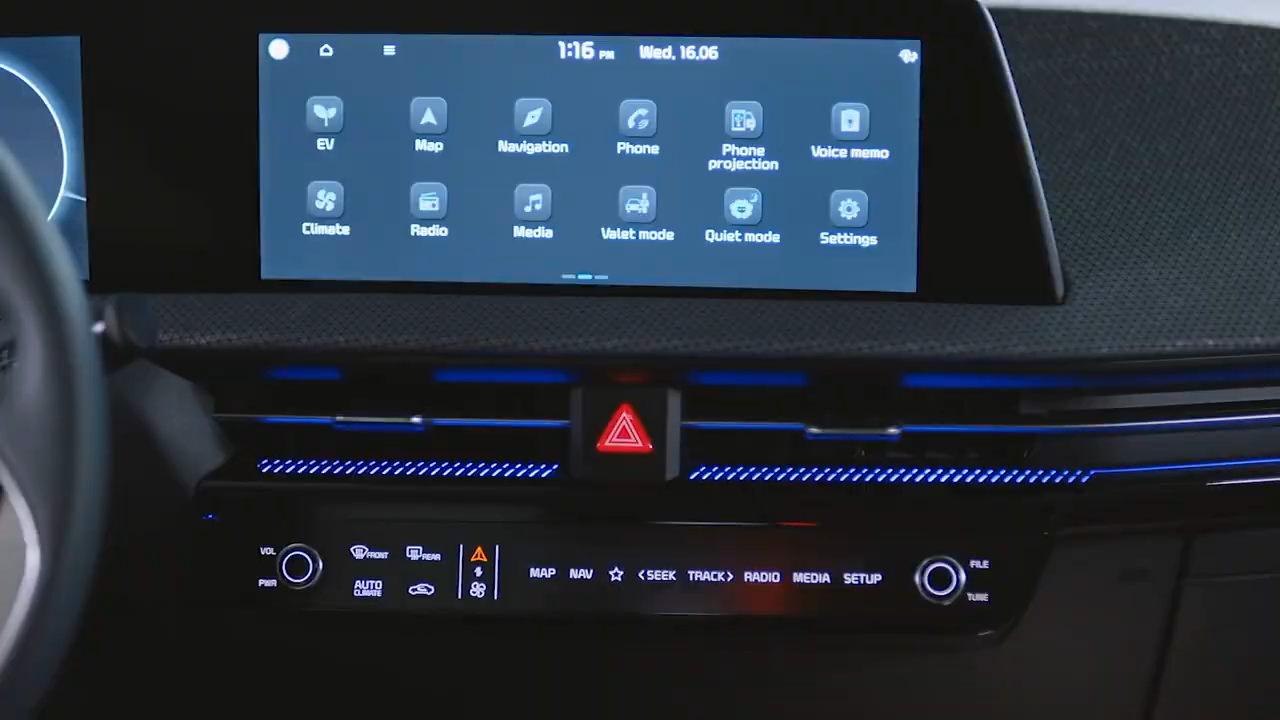 1:16 PM Wed, 16.06
EV Map Navigation Phone Phone projection Voice memo
Climate Radio Media Valet mode Quiet mode Settings
VOL FRONT REAR
PWR AUTO CLIMATE
MAP NAV < SEEK TRACK > RADIO MEDIA SETUP
FILE
TUNE